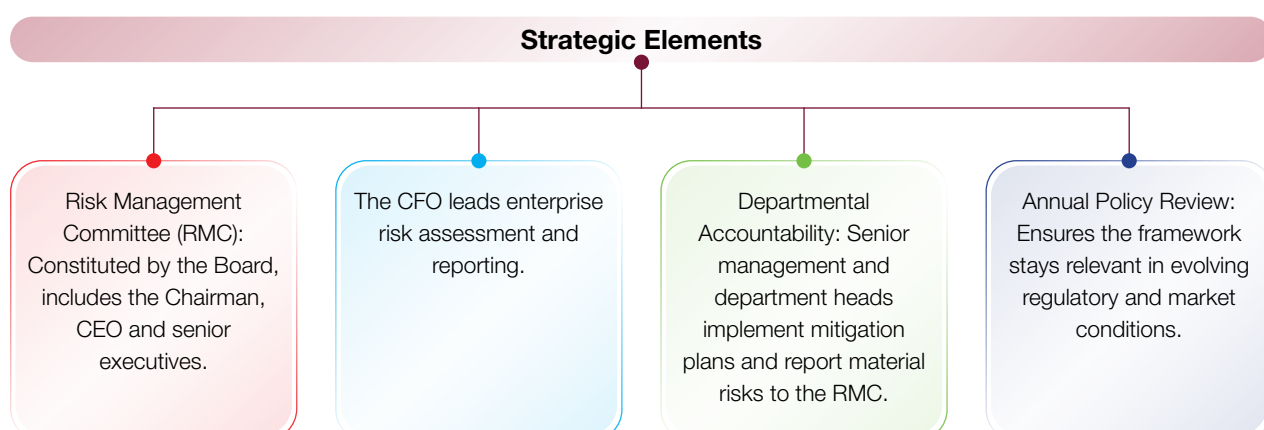 Strategic Elements
Risk Management
Committee (RMC):
Constituted by the Board,
includes the Chairman,
CEO and senior
executives.
The CFO leads enterprise
risk assessment and
reporting.
Departmental
Accountability: Senior
management and
department heads
implement mitigation
plans and report material
risks to the RMC.
Annual Policy Review:
Ensures the framework
stays relevant in evolving
regulatory and market
conditions.